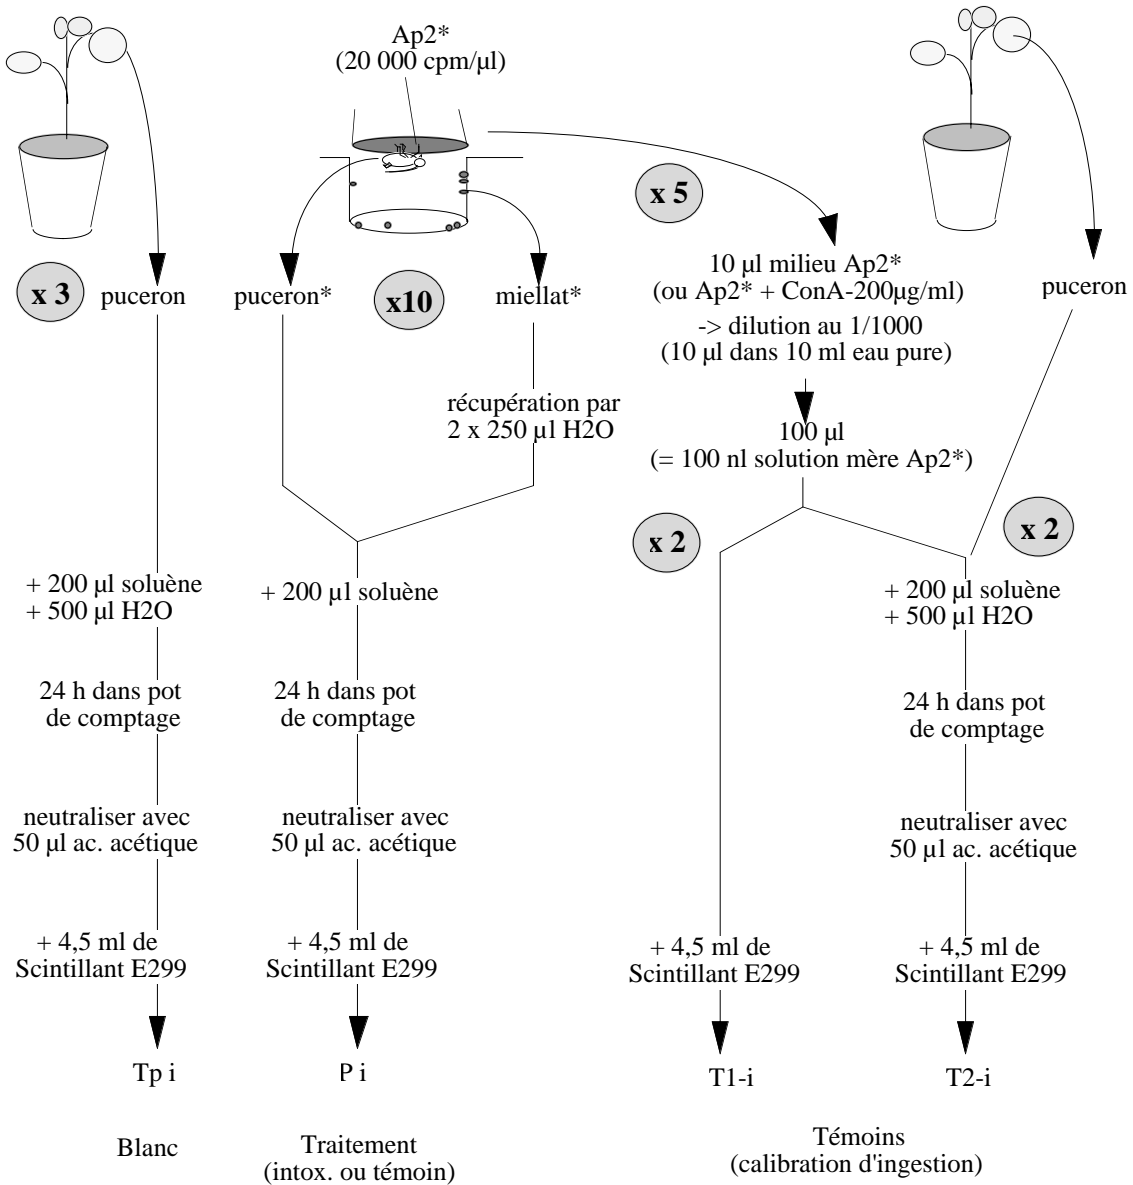 Ap2*
(20 000 cpm/µl)
x 5
x 3
puceron
puceron*
x10
miellat*
10 µl milieu Ap2*
(ou Ap2* + ConA-200µg/ml)
-> dilution au 1/1000
(10 µl dans 10 ml eau pure)
puceron
récupération par
2 x 250 µl H2O
100 µl
(= 100 nl solution mère Ap2*)
x 2
x 2
+ 200 µl soluène
+ 500 µl H2O
+ 200 µl soluène
+ 200 µl soluène
+ 500 µl H2O
24 h dans pot
de comptage
24 h dans pot
de comptage
24 h dans pot
de comptage
neutraliser avec
50 µl ac. acétique
neutraliser avec
50 µl ac. acétique
neutraliser avec
50 µl ac. acétique
+ 4,5 ml de
Scintillant E299
+ 4,5 ml de
Scintillant E299
+ 4,5 ml de
Scintillant E299
+ 4,5 ml de
Scintillant E299
Tp i
P i
T1-i
T2-i
Blanc
Traitement
(intox. ou témoin)
Témoins
(calibration d'ingestion)